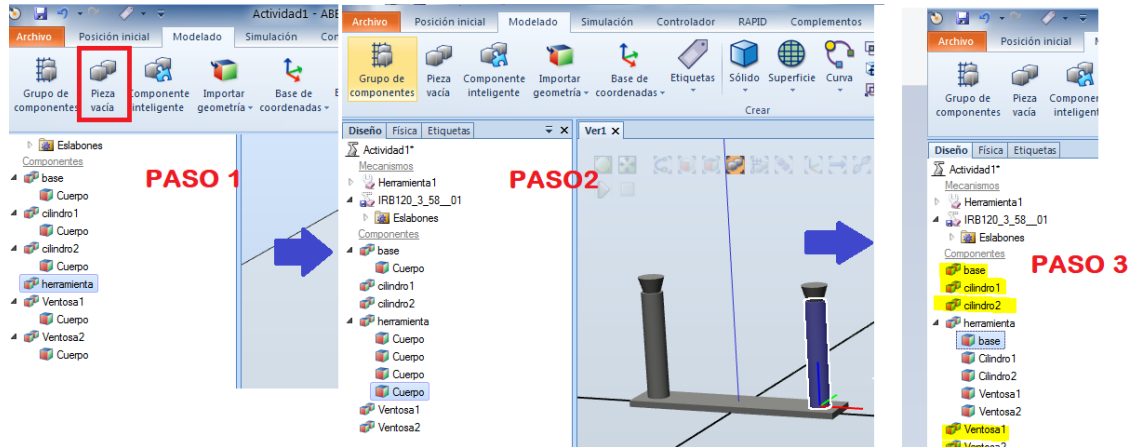 Actividad1 - ABE
Archivo Posición inicial Modelado Simulación
Grupo de componentes
Pieza vacía
Componente inteligente
Importar geometría
Base de coordenadas
Eslabones
Componentes
base
Cuerpo
cilindro1
Cuerpo
cilindro2
Cuerpo
herramienta
Ventosa1
Cuerpo
Ventosa2
Cuerpo
PASO 1
Archivo Posición inicial Modelado Simulación Controlador RAPID Complementos
Grupo de componentes
Pieza vacía
Componente inteligente
Importar geometría
Base de coordenadas
Etiquetas
Sólido
Superficie
Curva
Crear
Diseño Física Etiquetas
Ver1
Actividad1*
Mecanismos
Herramienta1
IRB120_3_58__01
Eslabones
Componentes
base
Cuerpo
cilindro1
cilindro2
herramienta
Cuerpo
Cuerpo
Cuerpo
Cuerpo
Ventosa1
Ventosa2
PASO2
Archivo Posición inicial
Grupo de componentes
Pieza vacía
Componen
inteligent
Diseño Física Etiquetas
Actividad1*
Mecanismos
Herramienta1
IRB120_3_58__01
Eslabones
Componentes
base
cilindro1
cilindro2
herramienta
base
Cilindro1
Cilindro2
Ventosa1
Ventosa2
Ventosa1
Ventosa2
PASO 3